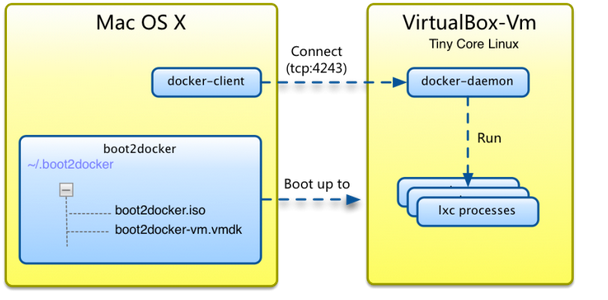 Mac OS X
VirtualBox-Vm
Tiny Core Linux
Connect
(tcp:4243)
docker-client
docker-daemon
Run
boot2docker
~/.boot2docker
Boot up to
boot2docker.iso
boot2docker-vm.vmdk
lxc processes